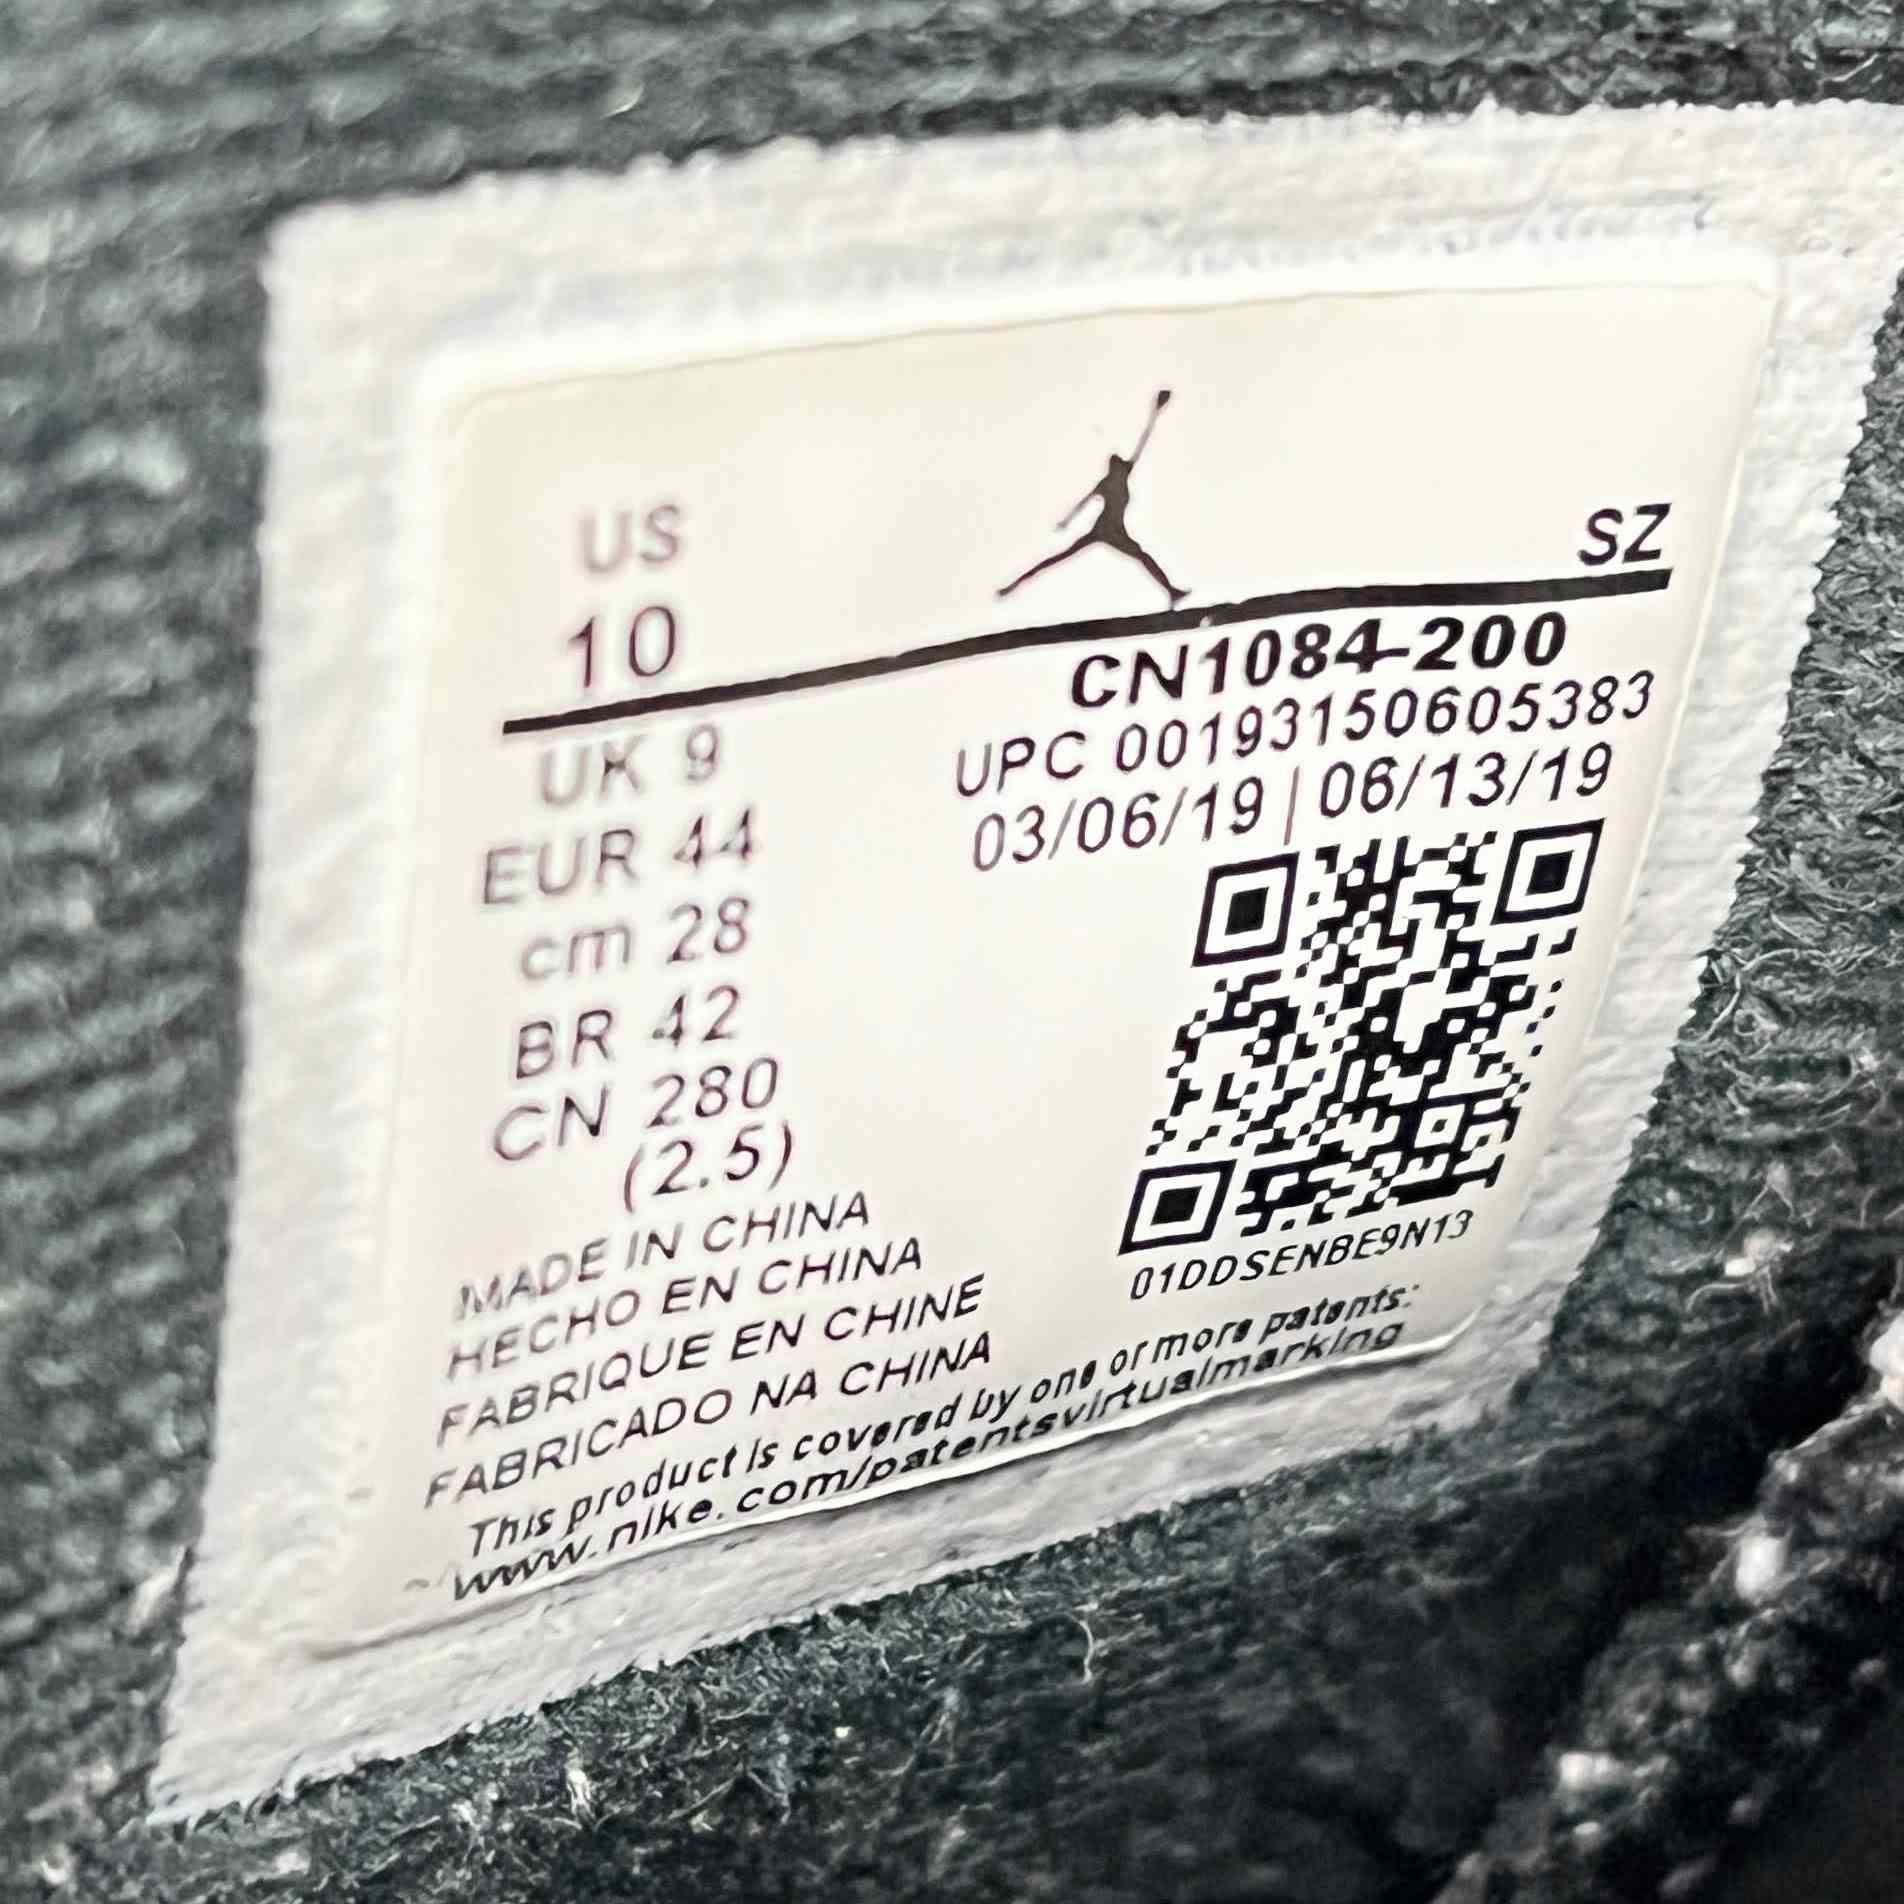 US
10
SZ
UK 9
EUR 44
cm 28
BR 42
CN 280
(2.5)
CN1084-200
UPC 00193150605383
03/06/19 | 06/13/19
01DDSENBE9N13
MADE IN CHINA
HECHO EN CHINA
FABRIQUE EN CHINE
FABRICADO NA CHINA
This product is covered by one or more patents:
www.nike.com/patentsvirtualmarking